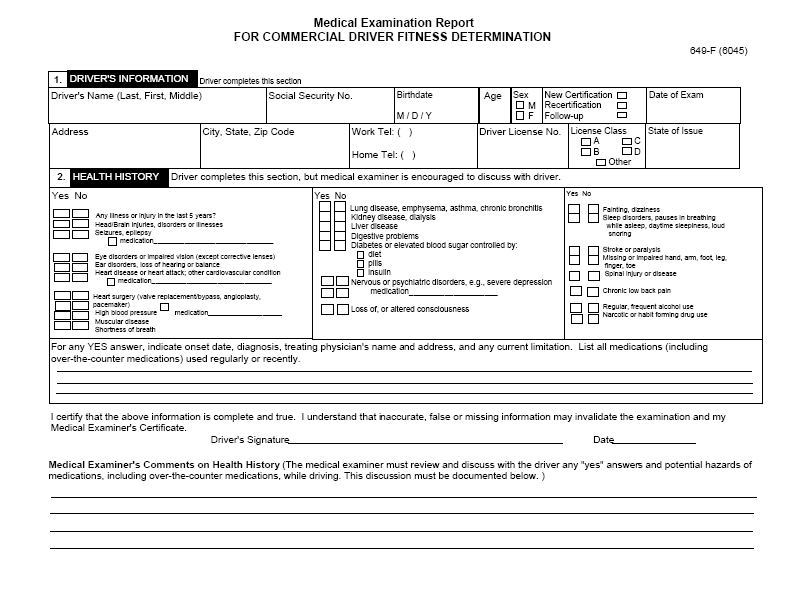 Medical Examination Report
FOR COMMERCIAL DRIVER FITNESS DETERMINATION
649-F (6045)
1. DRIVER'S INFORMATION Driver completes this section
Driver's Name (Last, First, Middle)
Social Security No.
Birthdate
M / D / Y
Age
Sex
M
F
New Certification
Recertification
Follow-up
Date of Exam
Address
City, State, Zip Code
Work Tel: ( )
Home Tel: ( )
Driver License No.
License Class
A C
B D
Other
State of Issue
2. HEALTH HISTORY Driver completes this section, but medical examiner is encouraged to discuss with driver.
Yes No
Any illness or injury in the last 5 years?
Head/Brain injuries, disorders or illnesses
Seizures, epilepsy
medication
Eye disorders or impaired vision (except corrective lenses)
Ear disorders, loss of hearing or balance
Heart disease or heart attack; other cardiovascular condition
medication
Heart surgery (valve replacement/bypass, angioplasty,
pacemaker)
High blood pressure medication
Muscular disease
Shortness of breath
Yes No
Lung disease, emphysema, asthma, chronic bronchitis
Kidney disease, dialysis
Liver disease
Digestive problems
Diabetes or elevated blood sugar controlled by:
diet
pills
insulin
Nervous or psychiatric disorders, e.g., severe depression
medication
Loss of, or altered consciousness
Yes No
Fainting, dizziness
Sleep disorders, pauses in breathing
while asleep, daytime sleepiness, loud
snoring
Stroke or paralysis
Missing or impaired hand, arm, foot, leg,
finger, toe
Spinal injury or disease
Chronic low back pain
Regular, frequent alcohol use
Narcotic or habit forming drug use
For any YES answer, indicate onset date, diagnosis, treating physician's name and address, and any current limitation. List all medications (including
over-the-counter medications) used regularly or recently.
I certify that the above information is complete and true. I understand that inaccurate, false or missing information may invalidate the examination and my
Medical Examiner's Certificate.
Driver's Signature Date
Medical Examiner's Comments on Health History (The medical examiner must review and discuss with the driver any "yes" answers and potential hazards of
medications, including over-the-counter medications, while driving. This discussion must be documented below. )